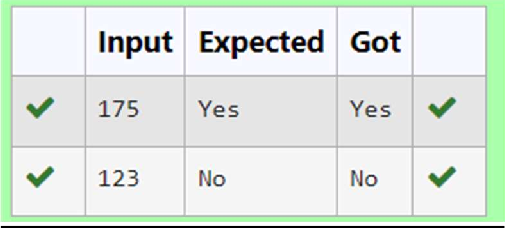 Input Expected Got
175 Yes Yes
123 No No